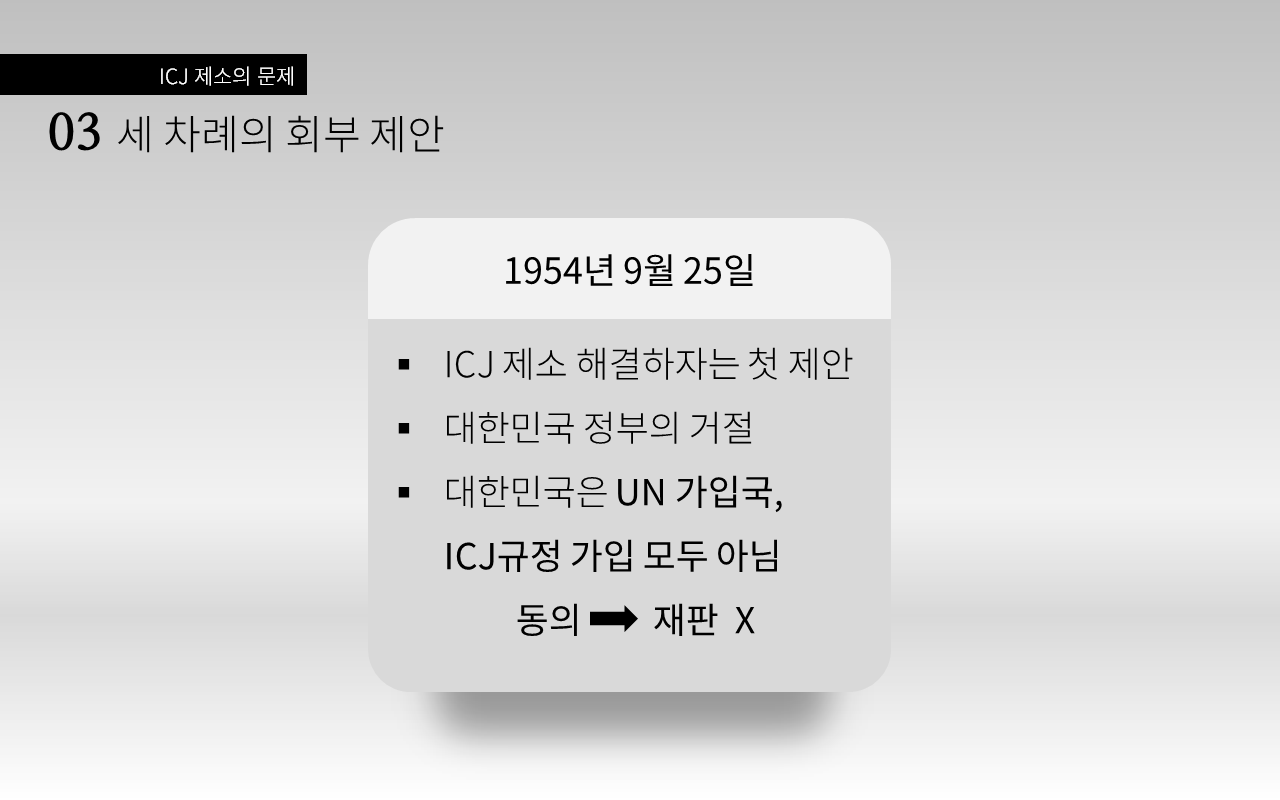 ICJ 제소의 문제
03 세 차례의 회부 제안
1954년 9월 25일
▪ ICJ 제소 해결하자는 첫 제안
▪ 대한민국 정부의 거절
▪ 대한민국은 UN 가입국,
ICJ규정 가입 모두 아님
동의 ➡ 재판 X